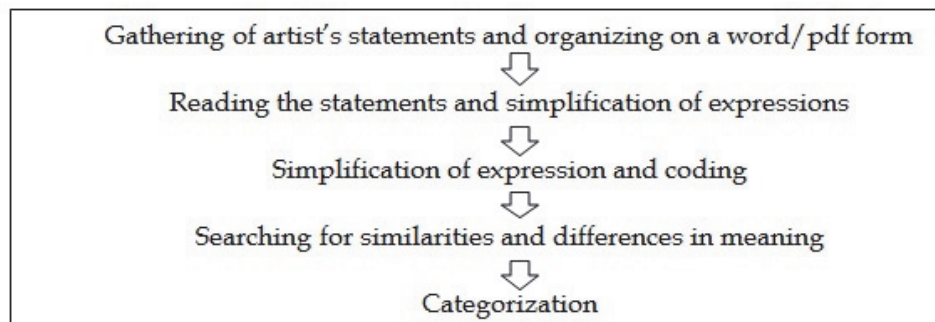 Gathering of artist's statements and organizing on a word/pdf form
Reading the statements and simplification of expressions
Simplification of expression and coding
Searching for similarities and differences in meaning
Categorization